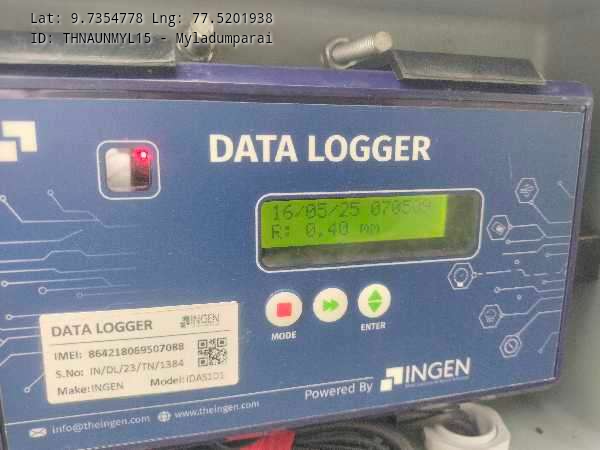 Lat: 9.7354778 Lng: 77.5201938
ID: THNAUNMYL15 - Myladumparai
DATA LOGGER
16/05/25 070509
R: 0.40 mm
MODE
ENTER
DATA LOGGER
INGEN
IMEI: 864218069507088
S.No: IN/DL/23/TN/1384
Make: INGEN Model: IDAS101
Powered By INGEN
info@theingen.com www.theingen.com